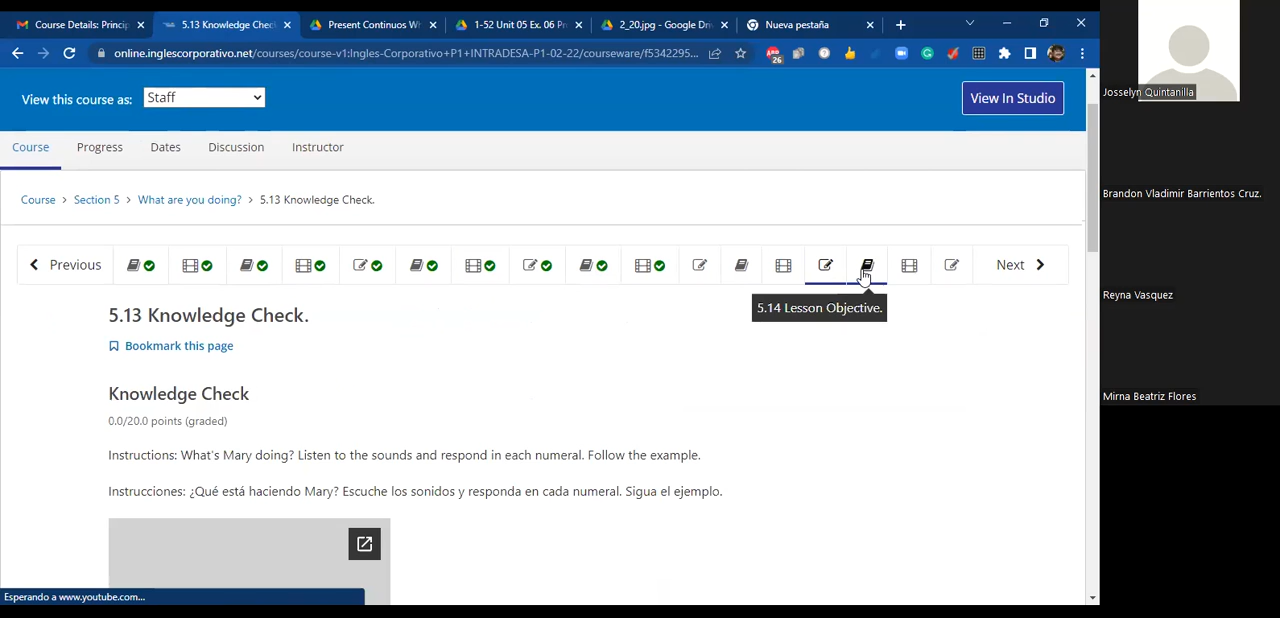 Course Details: Princip
5.13 Knowledge Check
Present Continuos Wh
1-52 Unit 05 Ex. 06 Pr
2_20.jpg - Google Dri
Nueva pestaña
online.inglescorporativo.net/courses/course-v1:Ingles-Corporativo+P1+INTRADESA-P1-02-22/courseware/f5342295...
26
View this course as:
Staff
View In Studio
Course
Progress
Dates
Discussion
Instructor
Course > Section 5 > What are you doing? > 5.13 Knowledge Check.
Previous
Next
5.14 Lesson Objective.
5.13 Knowledge Check.
Bookmark this page
Knowledge Check
0.0/20.0 points (graded)
Instructions: What's Mary doing? Listen to the sounds and respond in each numeral. Follow the example.
Instrucciones: ¿Qué está haciendo Mary? Escuche los sonidos y responda en cada numeral. Sigua el ejemplo.
Esperando a www.youtube.com...
Josselyn Quintanilla
Brandon Vladimir Barrientos Cruz.
Reyna Vasquez
Mirna Beatriz Flores